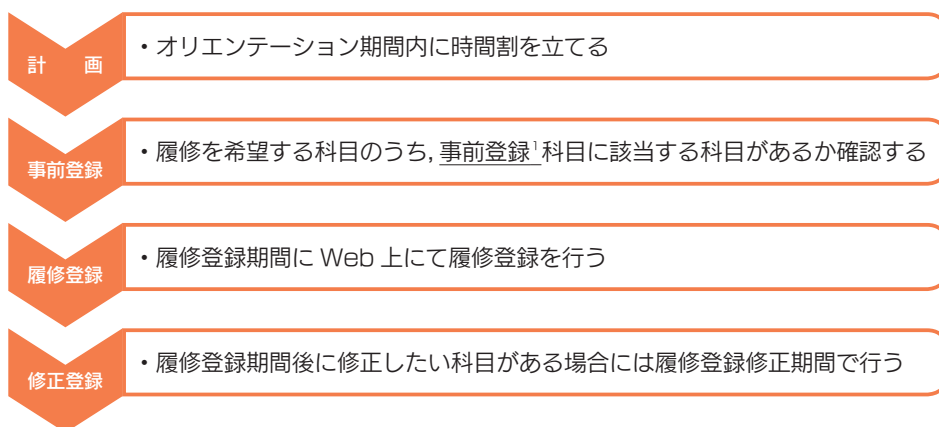 計　画
・オリエンテーション期間内に時間割を立てる
事前登録
・履修を希望する科目のうち，事前登録¹科目に該当する科目があるか確認する
履修登録
・履修登録期間に Web 上にて履修登録を行う
修正登録
・履修登録期間後に修正したい科目がある場合には履修登録修正期間で行う